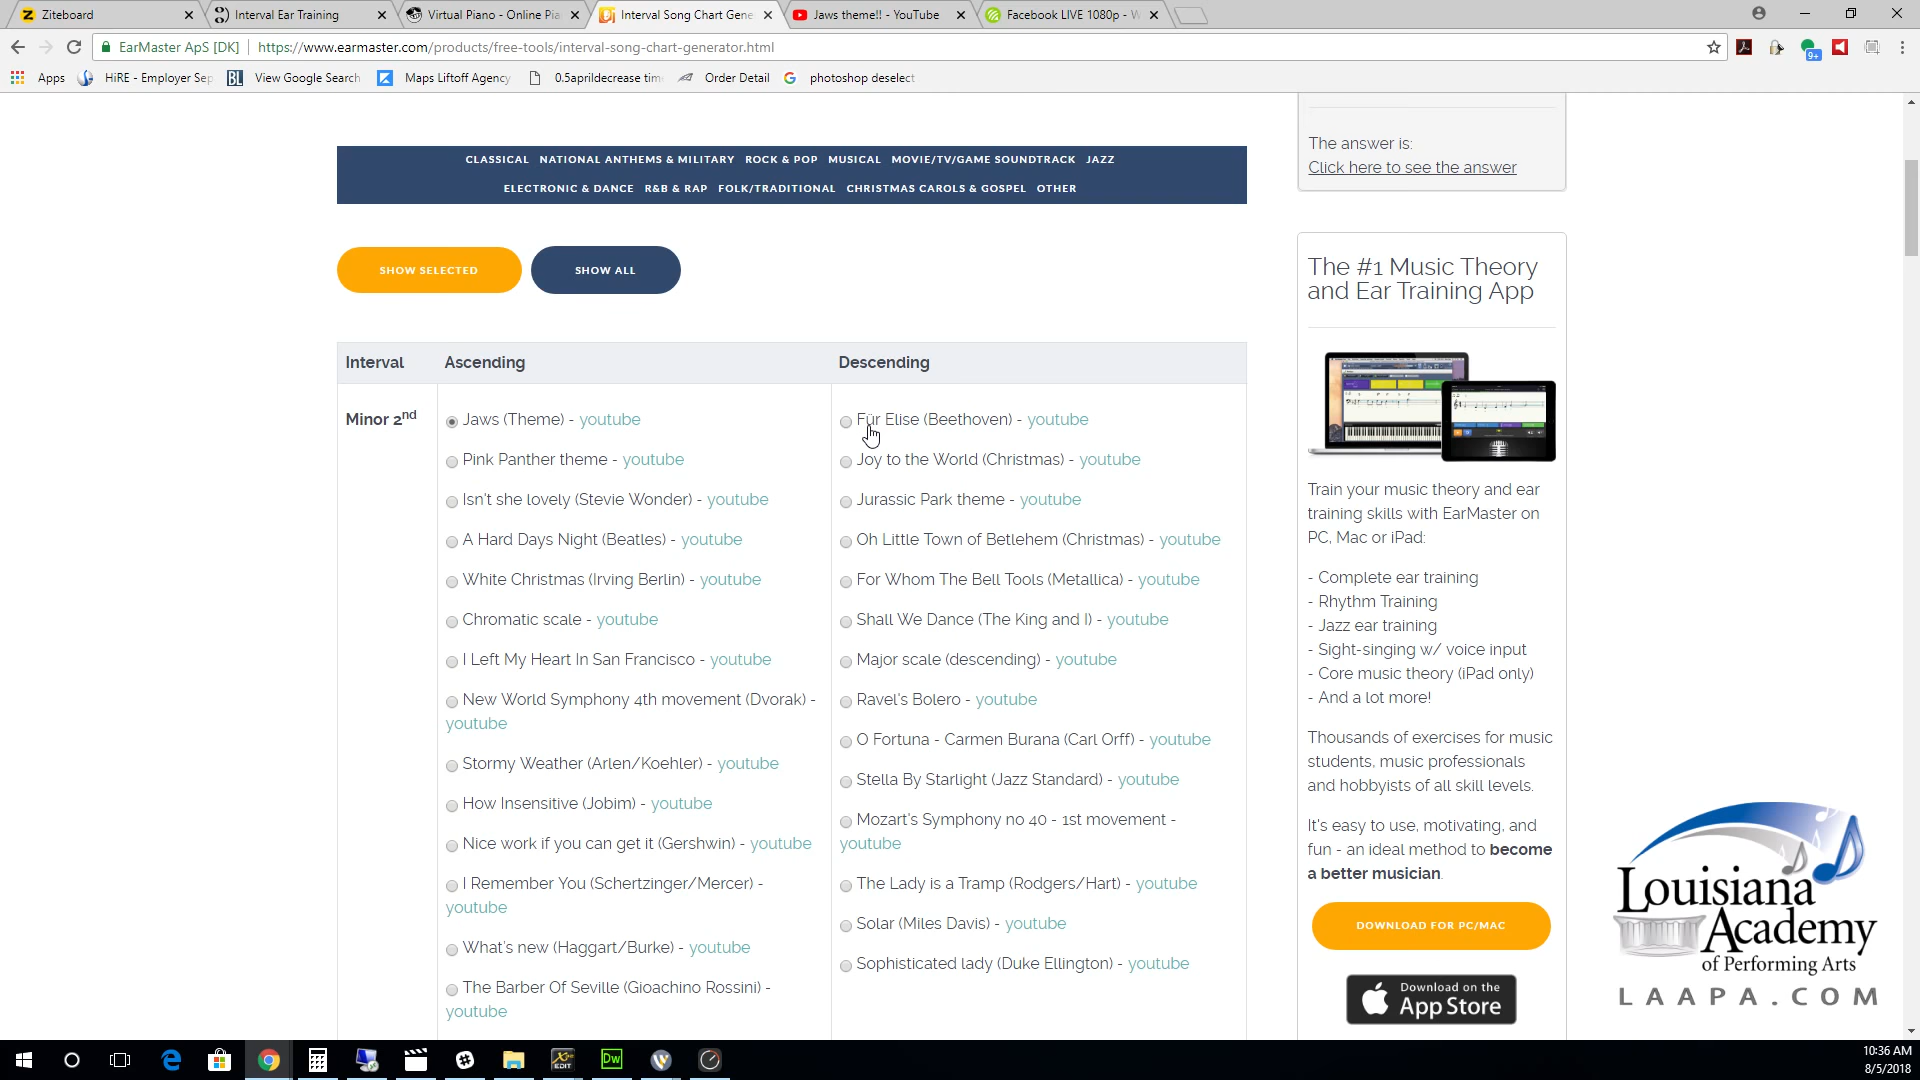 Ziteboard
Interval Ear Training
Virtual Piano - Online Pia
Interval Song Chart Gene
Jaws theme!! - YouTube
Facebook LIVE 1080p - W
EarMaster ApS [DK]
https://www.earmaster.com/products/free-tools/interval-song-chart-generator.html
9+
Apps
HiRE - Employer Sep
BL
View Google Search
Maps Liftoff Agency
0.5aprildecrease time
Order Detail
photoshop deselect
CLASSICAL NATIONAL ANTHEMS & MILITARY ROCK & POP MUSICAL MOVIE/TV/GAME SOUNDTRACK JAZZ
ELECTRONIC & DANCE R&B & RAP FOLK/TRADITIONAL CHRISTMAS CAROLS & GOSPEL OTHER
SHOW SELECTED
SHOW ALL
Interval
Ascending
Descending
Minor 2nd
Jaws (Theme) - youtube
Pink Panther theme - youtube
Isn't she lovely (Stevie Wonder) - youtube
A Hard Days Night (Beatles) - youtube
White Christmas (Irving Berlin) - youtube
Chromatic scale - youtube
I Left My Heart In San Francisco - youtube
New World Symphony 4th movement (Dvorak) -
youtube
Stormy Weather (Arlen/Koehler) - youtube
How Insensitive (Jobim) - youtube
Nice work if you can get it (Gershwin) - youtube
I Remember You (Schertzinger/Mercer) -
youtube
What's new (Haggart/Burke) - youtube
The Barber Of Seville (Gioachino Rossini) -
youtube
Für Elise (Beethoven) - youtube
Joy to the World (Christmas) - youtube
Jurassic Park theme - youtube
Oh Little Town of Betlehem (Christmas) - youtube
For Whom The Bell Tools (Metallica) - youtube
Shall We Dance (The King and I) - youtube
Major scale (descending) - youtube
Ravel's Bolero - youtube
O Fortuna - Carmen Burana (Carl Orff) - youtube
Stella By Starlight (Jazz Standard) - youtube
Mozart's Symphony no 40 - 1st movement -
youtube
The Lady is a Tramp (Rodgers/Hart) - youtube
Solar (Miles Davis) - youtube
Sophisticated lady (Duke Ellington) - youtube
The answer is:
Click here to see the answer
The #1 Music Theory
and Ear Training App
Train your music theory and ear
training skills with EarMaster on
PC, Mac or iPad:
- Complete ear training
- Rhythm Training
- Jazz ear training
- Sight-singing w/ voice input
- Core music theory (iPad only)
- And a lot more!
Thousands of exercises for music
students, music professionals
and hobbyists of all skill levels.
It's easy to use, motivating, and
fun - an ideal method to become
a better musician.
DOWNLOAD FOR PC/MAC
Download on the
App Store
Louisiana
Academy
of Performing Arts
LAAPA.COM
EDIT
Dw
10:36 AM
8/5/2018